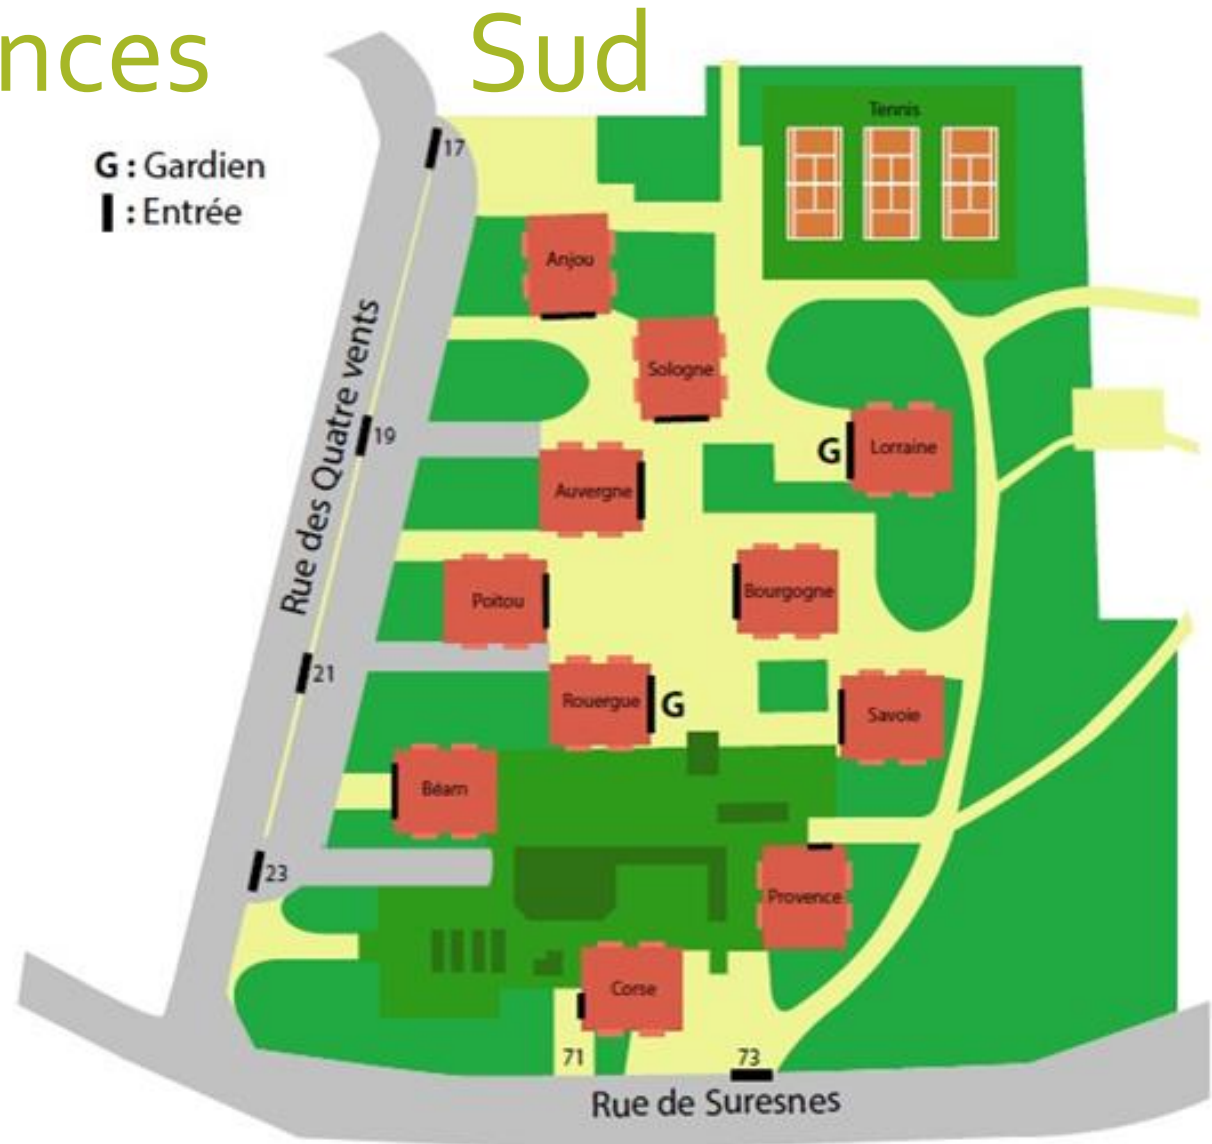 nces Sud
G : Gardien
: Entrée
17
Tennis
Anjou
Sologne
Rue des Quatre vents
19
G
Lorraine
Auvergne
Poitou
Bourgogne
21
Rouergue
G
Savoie
Béarn
23
Provence
Corse
71
73
Rue de Suresnes